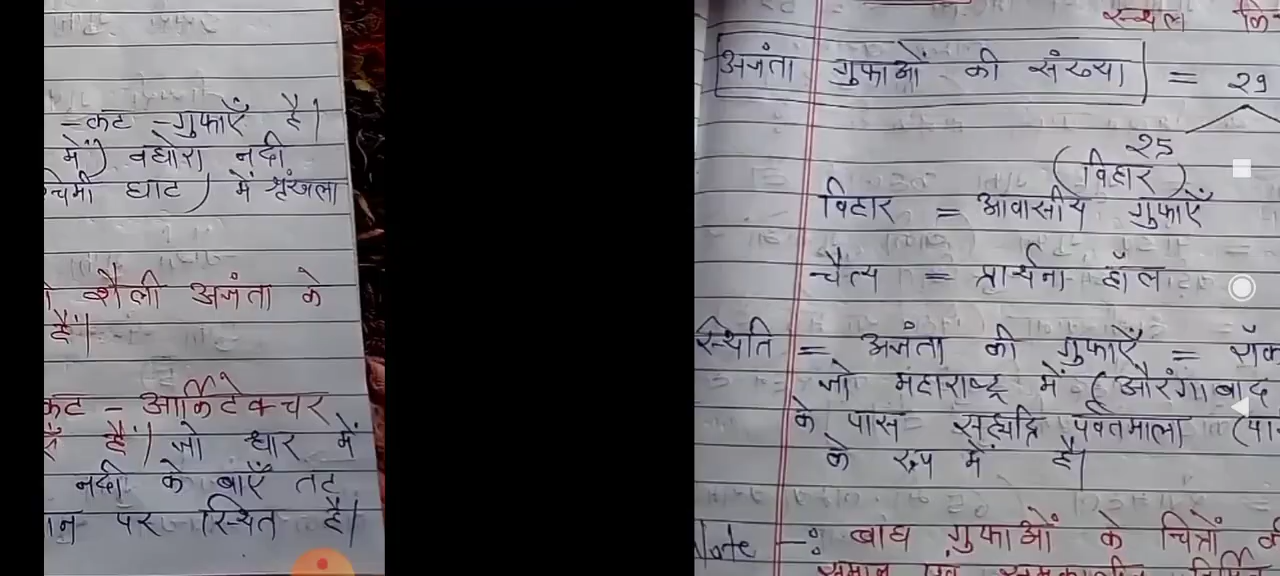 -कट -गुफाएँ है।
में) वघोरा नदी
चिमी घाट) में श्रृंखला
शैली अजंता के
हैं।
कट - आर्किटेक्चर
हैं। जो धार में
नदी के बाएँ तट
पर स्थित है।
स्थल
अजंता गुफाओं की संख्या = 29
25
(विहार)
विहार = आवासीय गुफाएँ
चैत्य = प्रार्थना हॉल
स्थिति = अजंता की गुफाएँ = रॉक
जो महाराष्ट्र में (औरंगाबाद
के पास सह्याद्रि पर्वतमाला (पा
के रूप में है।
Note -: बाघ गुफाओं के चित्रों